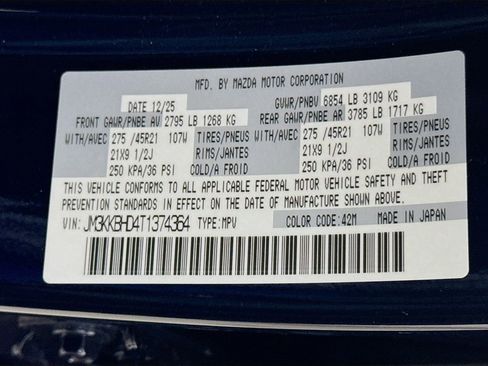 MFD. BY MAZDA MOTOR CORPORATION
DATE 12/25 GVWR/PNBV 6854 LB 3109 KG
FRONT GAWR/PNBE AV 2795 LB 1268 KG REAR GAWR/PNBE AR 3785 LB 1717 KG
WITH/AVEC 275 /45R21 107W TIRES/PNEUS WITH/AVEC 275 /45R21 107W TIRES/PNEUS
21X9 1/2J RIMS/JANTES 21X9 1/2J RIMS/JANTES
250 KPA/36 PSI COLD/A FROID 250 KPA/36 PSI COLD/A FROID
THIS VEHICLE CONFORMS TO ALL APPLICABLE FEDERAL MOTOR VEHICLE SAFETY AND THEFT
PREVENTION STANDARDS IN EFFECT ON THE DATE OF MANUFACTURE SHOWN ABOVE.
VIN: JM3KKBHD4T1374364 TYPE: MPV COLOR CODE: 42M MADE IN JAPAN